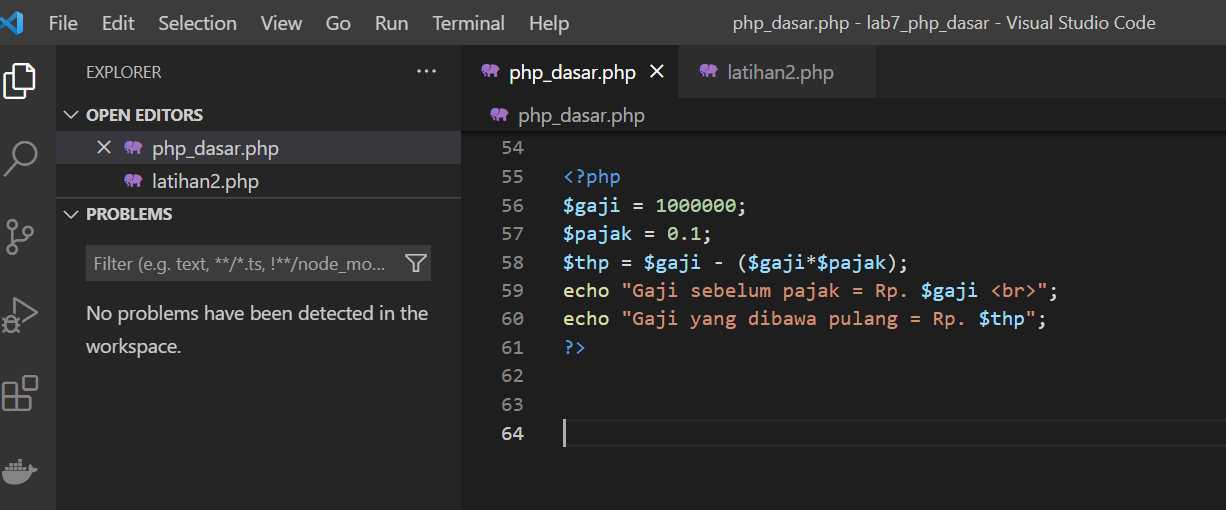 File Edit Selection View Go Run Terminal Help php_dasar.php - lab7_php_dasar - Visual Studio Code
EXPLORER
OPEN EDITORS
php_dasar.php
latihan2.php
PROBLEMS
Filter (e.g. text, **/*.ts, !**/node_mo...
No problems have been detected in the
workspace.
php_dasar.php latihan2.php
php_dasar.php
54
55 <?php
56 $gaji = 1000000;
57 $pajak = 0.1;
58 $thp = $gaji - ($gaji*$pajak);
59 echo "Gaji sebelum pajak = Rp. $gaji <br>";
60 echo "Gaji yang dibawa pulang = Rp. $thp";
61 ?>
62
63
64